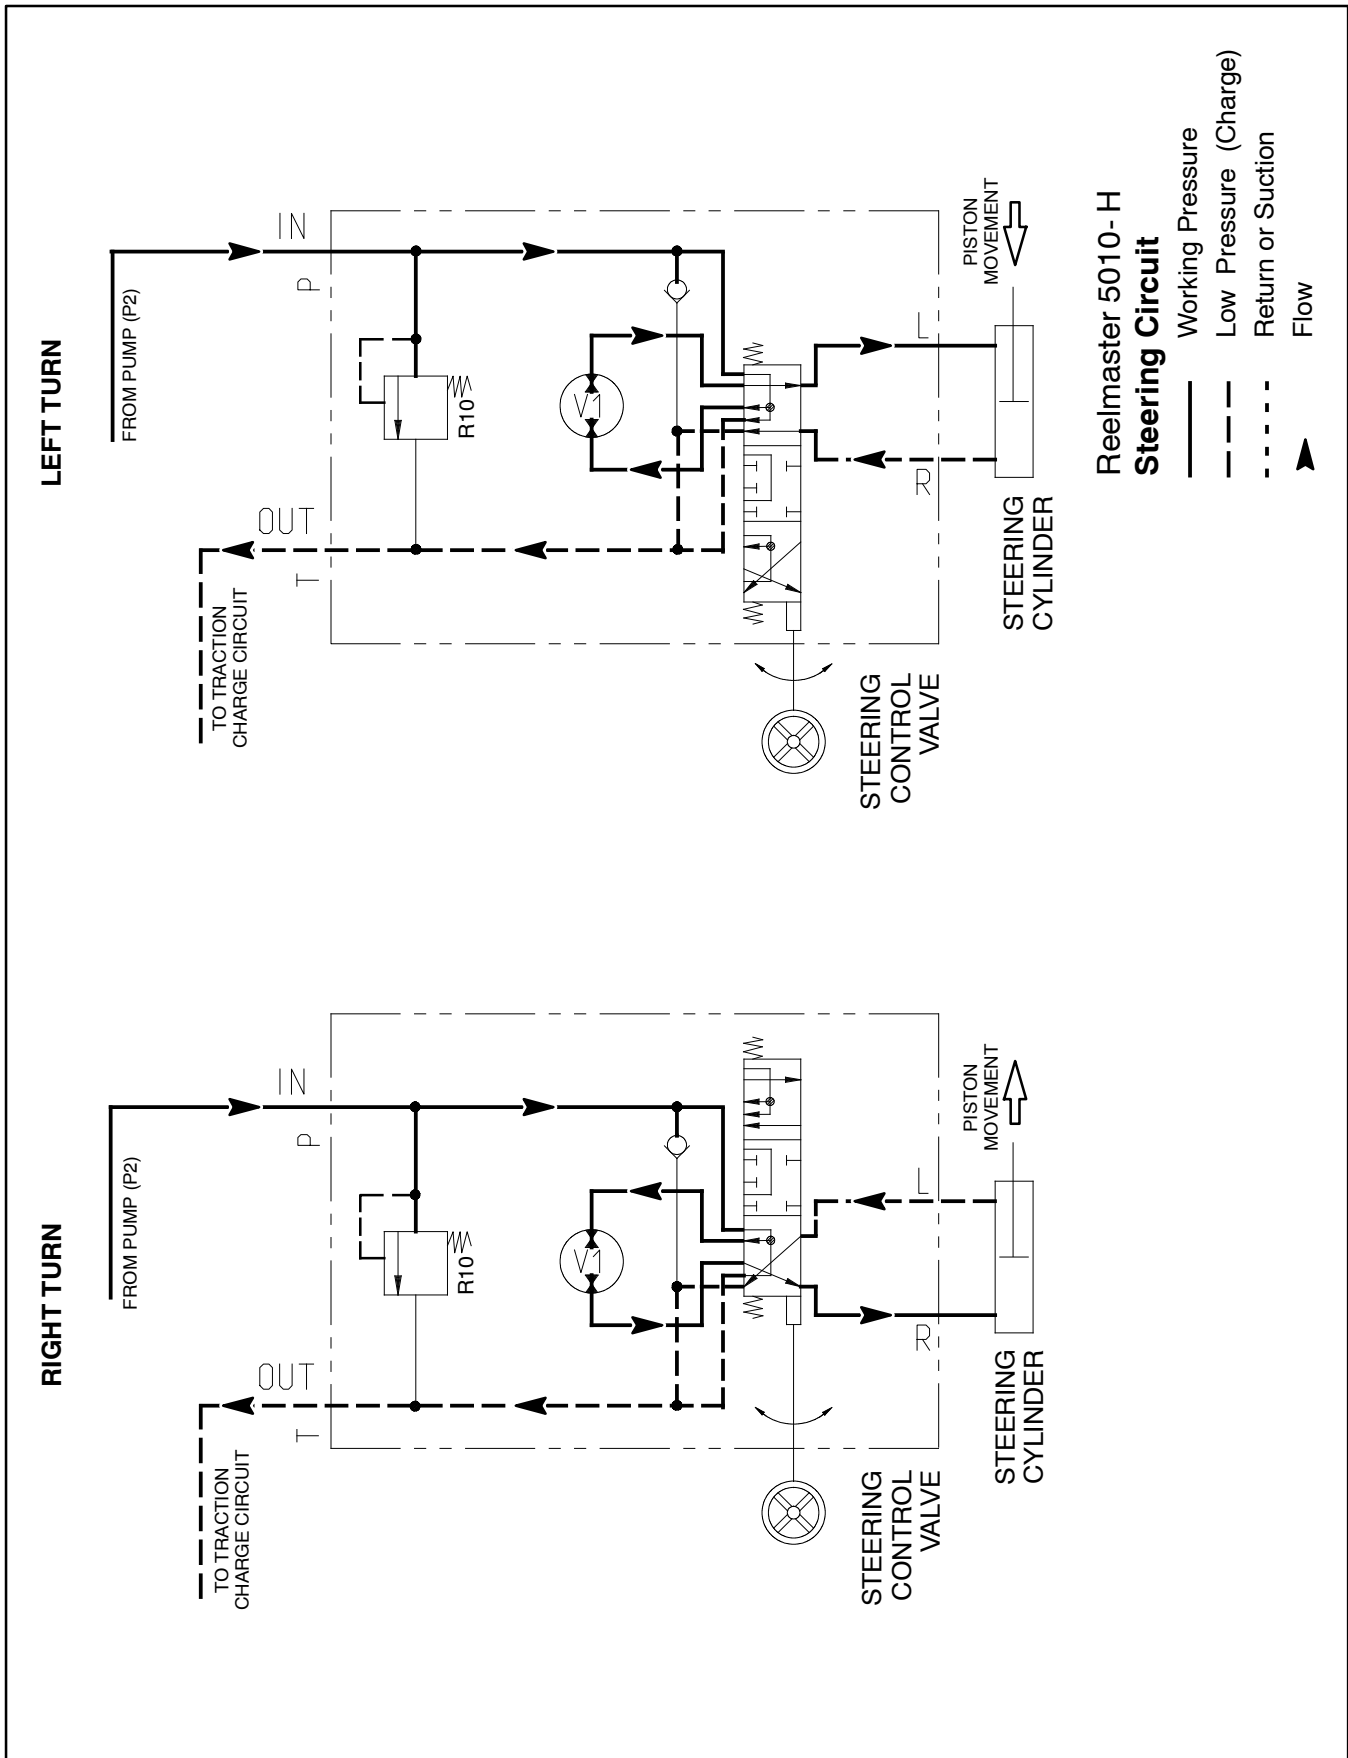 RIGHT TURN
FROM PUMP (P2)
TO TRACTION
CHARGE CIRCUIT
OUT
IN
T
P
R10
V1
STEERING
CONTROL
VALVE
R
L
STEERING
CYLINDER
PISTON
MOVEMENT
LEFT TURN
FROM PUMP (P2)
TO TRACTION
CHARGE CIRCUIT
OUT
IN
T
P
R10
V1
STEERING
CONTROL
VALVE
R
L
STEERING
CYLINDER
PISTON
MOVEMENT
Reelmaster 5010-H
Steering Circuit
Working Pressure
Low Pressure (Charge)
Return or Suction
Flow